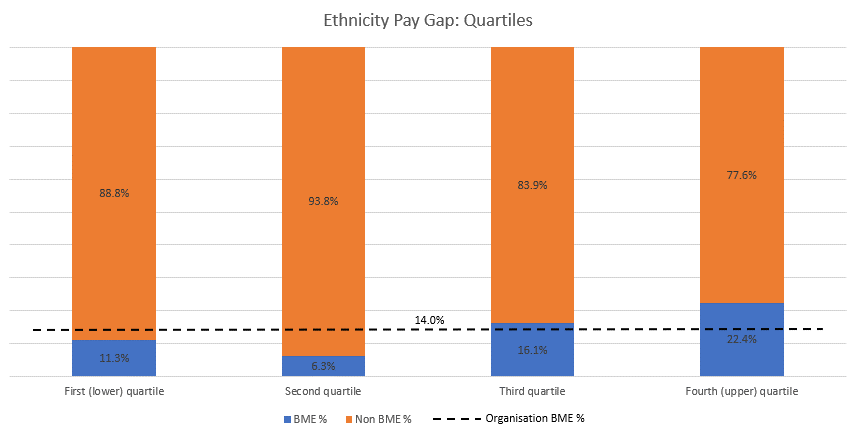 Ethnicity Pay Gap: Quartiles
88.8%
93.8%
83.9%
77.6%
14.0%
11.3%
6.3%
16.1%
22.4%
First (lower) quartile
Second quartile
Third quartile
Fourth (upper) quartile
BME %
Non BME %
Organisation BME %